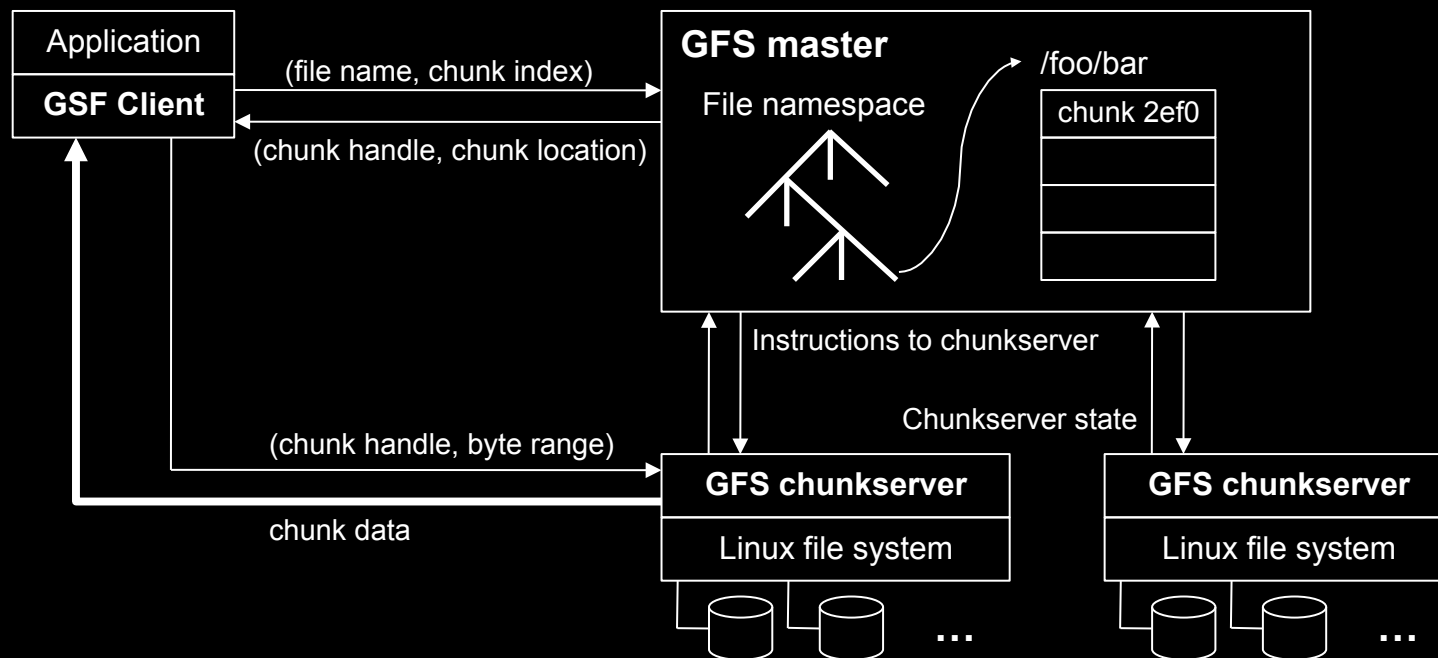 Application
GSF Client
(file name, chunk index)
(chunk handle, chunk location)
GFS master
File namespace
/foo/bar
chunk 2ef0
Instructions to chunkserver
Chunkserver state
(chunk handle, byte range)
chunk data
GFS chunkserver
Linux file system
...
GFS chunkserver
Linux file system
...